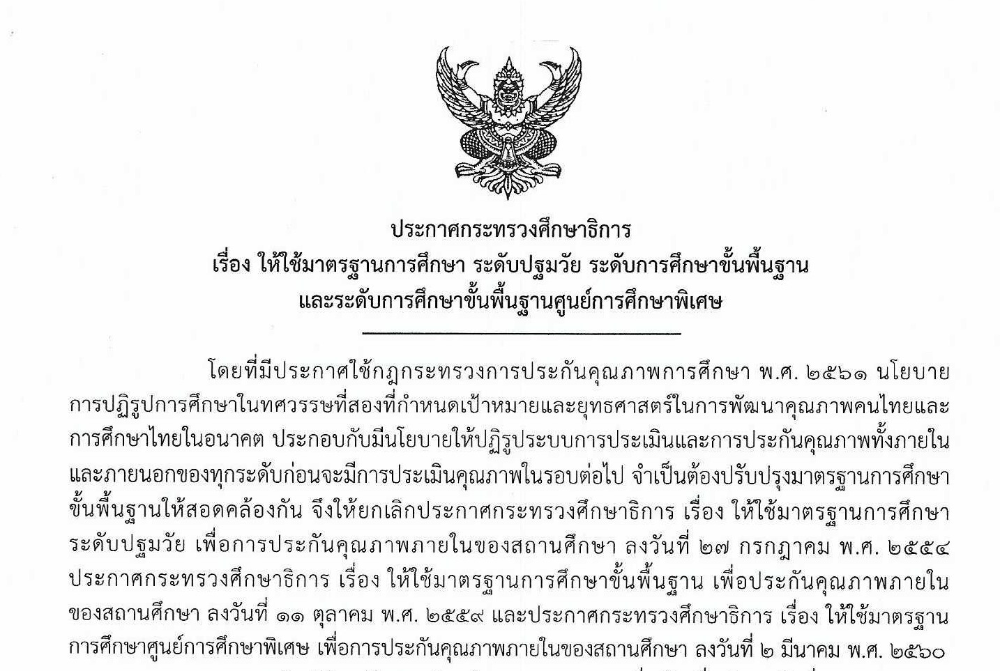 ประกาศกระทรวงศึกษาธิการ
เรื่อง ให้ใช้มาตรฐานการศึกษา ระดับปฐมวัย ระดับการศึกษาขั้นพื้นฐาน
และระดับการศึกษาขั้นพื้นฐานศูนย์การศึกษาพิเศษ
โดยที่มีประกาศใช้กฎกระทรวงการประกันคุณภาพการศึกษา พ.ศ. ๒๕๖๑ นโยบาย
การปฏิรูปการศึกษาในทศวรรษที่สองที่กำหนดเป้าหมายและยุทธศาสตร์ในการพัฒนาคุณภาพคนไทยและ
การศึกษาไทยในอนาคต ประกอบกับมีนโยบายให้ปฏิรูประบบการประเมินและการประกันคุณภาพทั้งภายใน
และภายนอกของทุกระดับก่อนจะมีการประเมินคุณภาพในรอบต่อไป จำเป็นต้องปรับปรุงมาตรฐานการศึกษา
ขั้นพื้นฐานให้สอดคล้องกัน จึงให้ยกเลิกประกาศกระทรวงศึกษาธิการ เรื่อง ให้ใช้มาตรฐานการศึกษา
ระดับปฐมวัย เพื่อการประกันคุณภาพภายในของสถานศึกษา ลงวันที่ ๒๗ กรกฎาคม พ.ศ. ๒๕๕๔
ประกาศกระทรวงศึกษาธิการ เรื่อง ให้ใช้มาตรฐานการศึกษาขั้นพื้นฐาน เพื่อประกันคุณภาพภายใน
ของสถานศึกษา ลงวันที่ ๑๑ ตุลาคม พ.ศ. ๒๕๕๙ และประกาศกระทรวงศึกษาธิการ เรื่อง ให้ใช้มาตรฐาน
การศึกษาศูนย์การศึกษาพิเศษ เพื่อการประกันคุณภาพภายในของสถานศึกษา ลงวันที่ ๒ มีนาคม พ.ศ. ๒๕๖๐